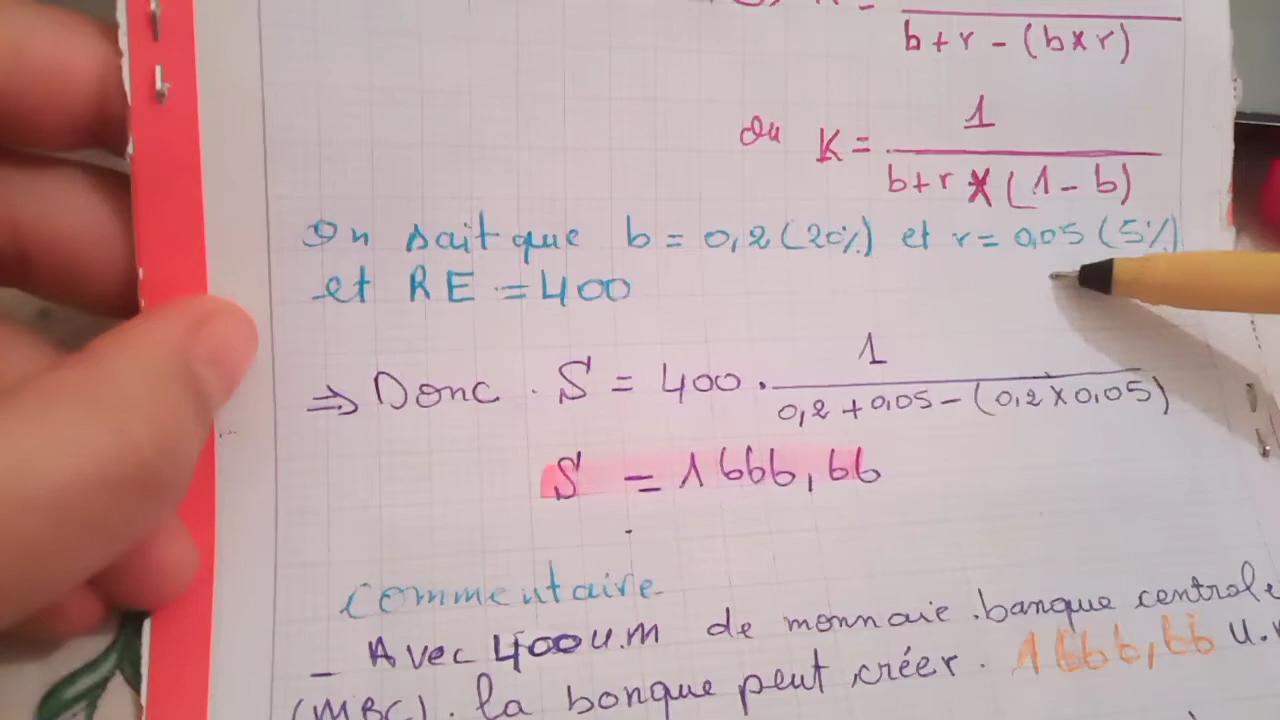 b+r-(b×r)
ou K = 1 / b+r × (1-b)
On sait que b = 0,2 (20%) et r = 0,05 (5%)
et RE = 400
⇒ Donc . S = 400 . 1 / 0,2 + 0,05 - (0,2 × 0,05)
S = 1666,66
Commentaire.
_ Avec 400 u.m de monnaie .banque centrale
(MBC). la banque peut créer . 1666,66 u.m